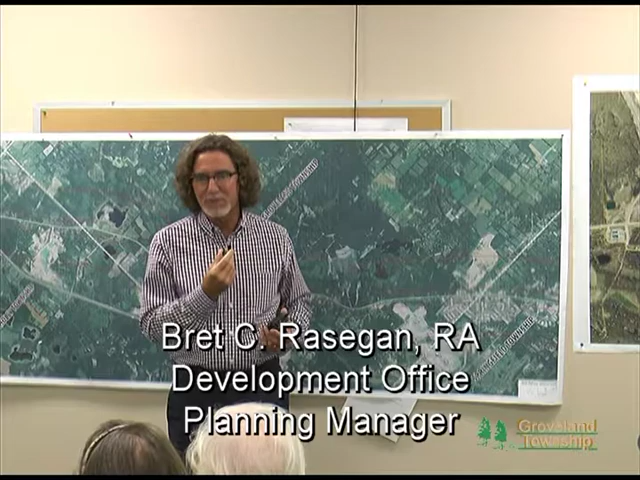 Bret C. Rasegan, RA
Development Office
Planning Manager
Groveland
Township